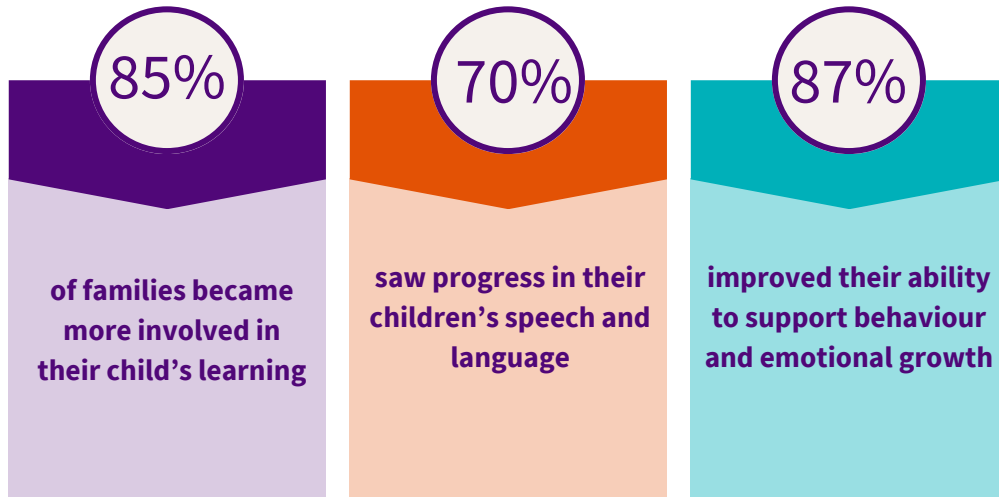 85%
of families became
more involved in
their child’s learning
70%
saw progress in their
children’s speech and
language
87%
improved their ability
to support behaviour
and emotional growth